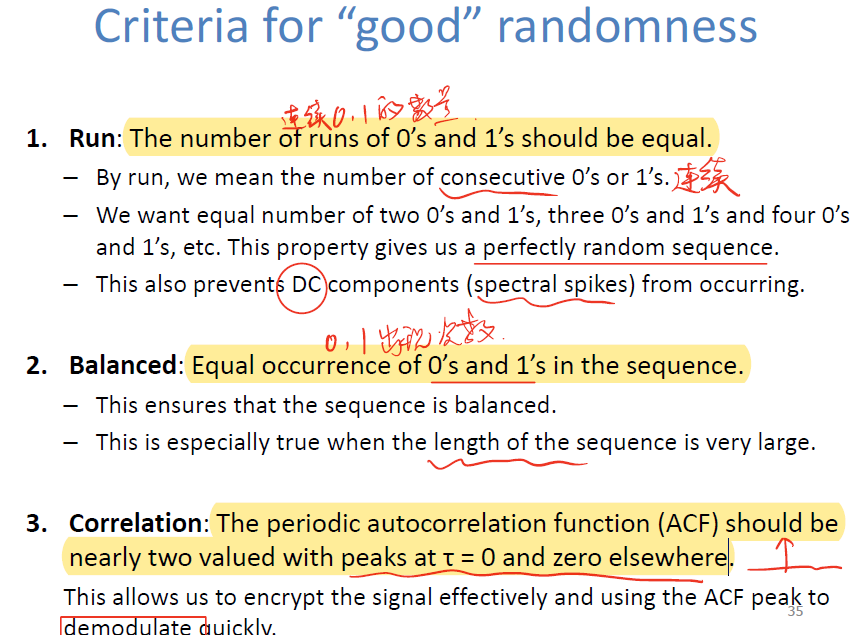 Criteria for “good” randomness
连续0.1的数量
1. Run: The number of runs of 0’s and 1’s should be equal.
– By run, we mean the number of consecutive 0’s or 1’s. 连续
– We want equal number of two 0’s and 1’s, three 0’s and 1’s and four 0’s
and 1’s, etc. This property gives us a perfectly random sequence.
– This also prevents DC components (spectral spikes) from occurring.
0,1出现次数.
2. Balanced: Equal occurrence of 0’s and 1’s in the sequence.
– This ensures that the sequence is balanced.
– This is especially true when the length of the sequence is very large.
3. Correlation: The periodic autocorrelation function (ACF) should be
nearly two valued with peaks at τ = 0 and zero elsewhere.
This allows us to encrypt the signal effectively and using the ACF peak to
35
demodulate quickly.